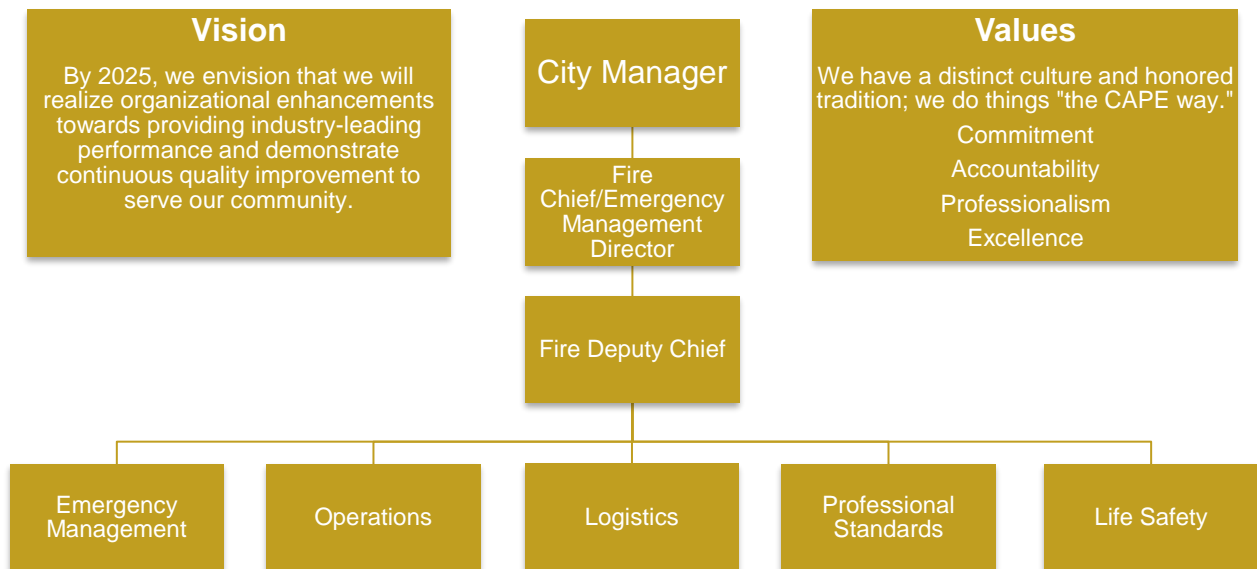 Vision
By 2025, we envision that we will
realize organizational enhancements
towards providing industry-leading
performance and demonstrate
continuous quality improvement to
serve our community.
City Manager
Values
We have a distinct culture and honored
tradition; we do things "the CAPE way."
Commitment
Accountability
Professionalism
Excellence
Fire
Chief/Emergency
Management
Director
Fire Deputy Chief
Emergency
Management
Operations
Logistics
Professional
Standards
Life Safety